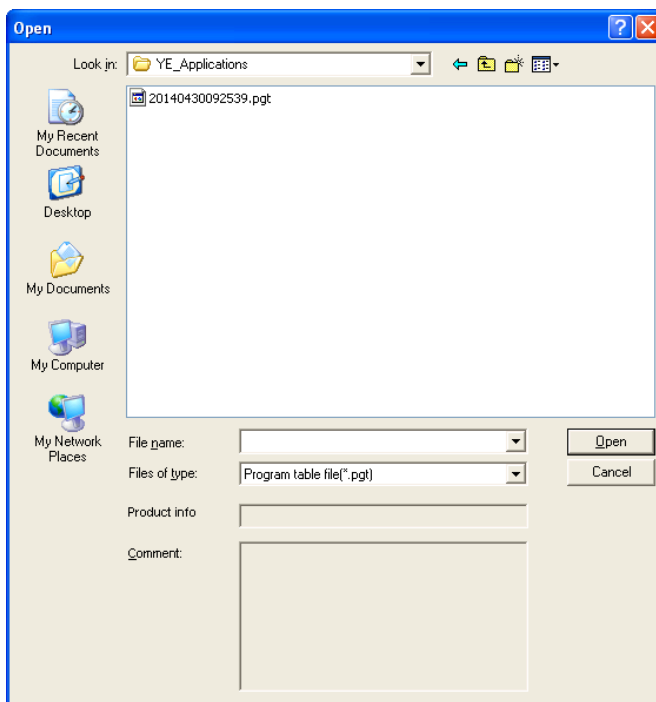 Open
Look in: YE_Applications
20140430092539.pgt
My Recent
Documents
Desktop
My Documents
My Computer
My Network
Places
File name:
Open
Files of type: Program table file(*.pgt)
Cancel
Product info
Comment: